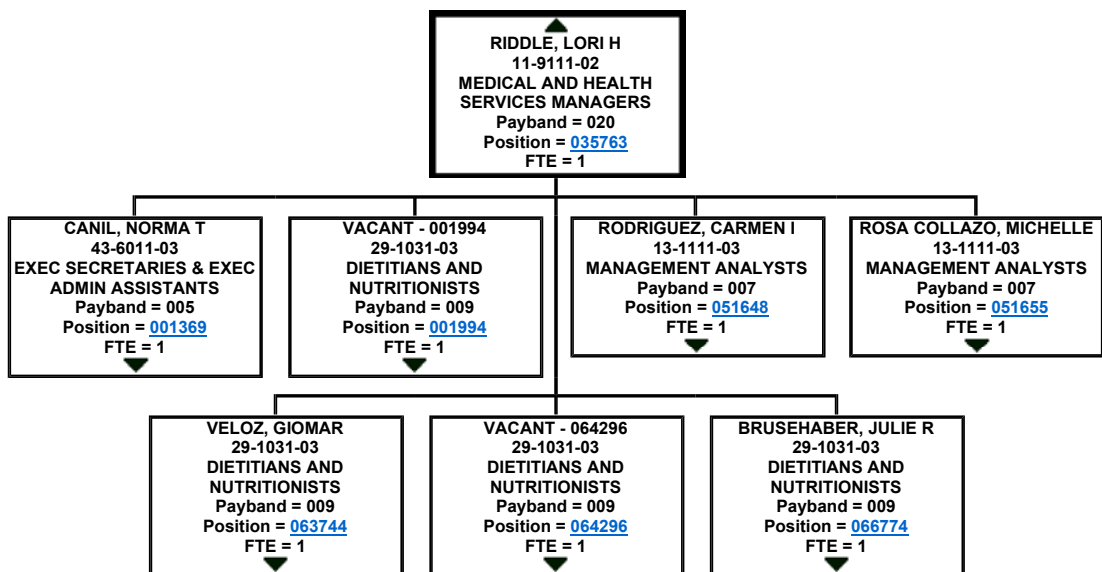 RIDDLE, LORI H
11-9111-02
MEDICAL AND HEALTH
SERVICES MANAGERS
Payband = 020
Position = 035763
FTE = 1
CANIL, NORMA T
43-6011-03
EXEC SECRETARIES & EXEC
ADMIN ASSISTANTS
Payband = 005
Position = 001369
FTE = 1
VACANT - 001994
29-1031-03
DIETITIANS AND
NUTRITIONISTS
Payband = 009
Position = 001994
FTE = 1
RODRIGUEZ, CARMEN I
13-1111-03
MANAGEMENT ANALYSTS
Payband = 007
Position = 051648
FTE = 1
ROSA COLLAZO, MICHELLE
13-1111-03
MANAGEMENT ANALYSTS
Payband = 007
Position = 051655
FTE = 1
VELOZ, GIOMAR
29-1031-03
DIETITIANS AND
NUTRITIONISTS
Payband = 009
Position = 063744
FTE = 1
VACANT - 064296
29-1031-03
DIETITIANS AND
NUTRITIONISTS
Payband = 009
Position = 064296
FTE = 1
BRUSEHABER, JULIE R
29-1031-03
DIETITIANS AND
NUTRITIONISTS
Payband = 009
Position = 066774
FTE = 1